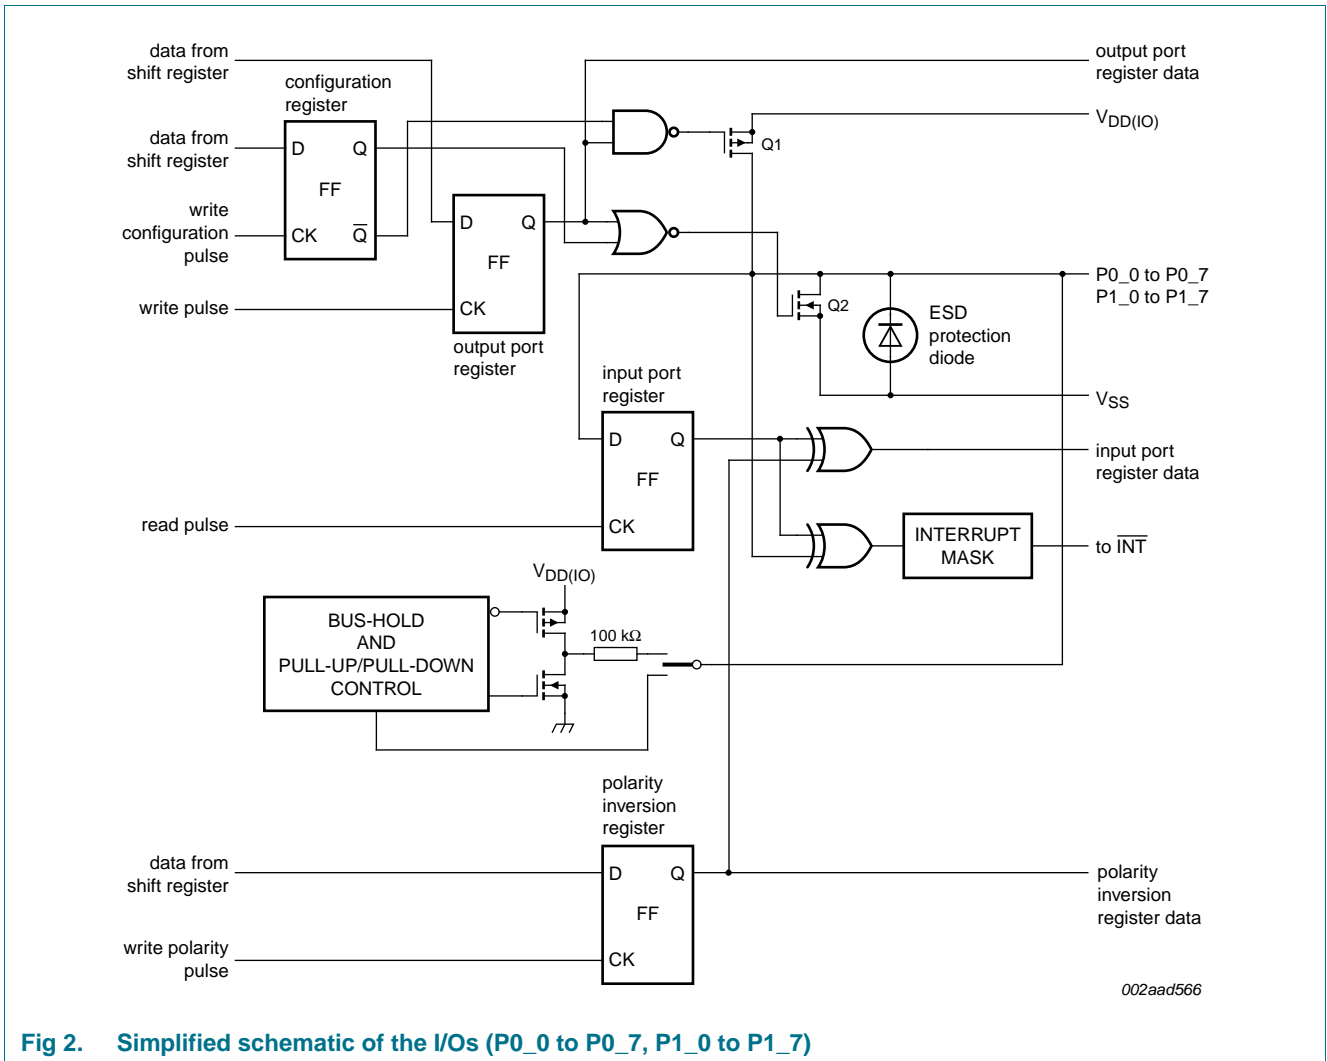 data from
shift register
configuration
register
data from
shift register
D
Q
FF
write
configuration
pulse
CK
Q̅
D
Q
FF
write pulse
CK
output port
register
output port
register data
VDD(IO)
Q1
P0_0 to P0_7
P1_0 to P1_7
Q2
ESD
protection
diode
VSS
input port
register
D
Q
FF
read pulse
CK
input port
register data
INTERRUPT
MASK
to I̅N̅T̅
VDD(IO)
BUS-HOLD
AND
PULL-UP/PULL-DOWN
CONTROL
100 kΩ
polarity
inversion
register
data from
shift register
D
Q
FF
write polarity
pulse
CK
polarity
inversion
register data
002aad566
Fig 2. Simplified schematic of the I/Os (P0_0 to P0_7, P1_0 to P1_7)